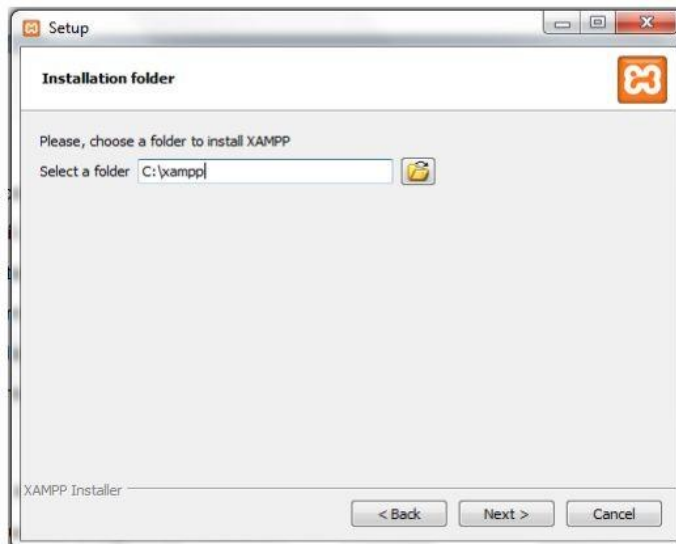 Setup
Installation folder
Please, choose a folder to install XAMPP
Select a folder C:\xampp
XAMPP Installer
< Back Next > Cancel